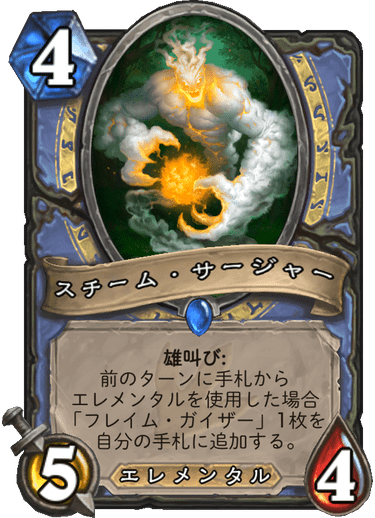 4
スチーム・サージャー
雄叫び:
前のターンに手札から
エレメンタルを使用した場合
「フレイム・ガイザー」1枚を
自分の手札に追加する。
5
エレメンタル
4